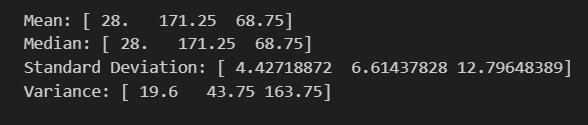 Mean: [ 28.   171.25  68.75]
Median: [ 28.   171.25  68.75]
Standard Deviation: [ 4.42718872  6.61437828 12.79648389]
Variance: [ 19.6   43.75 163.75]